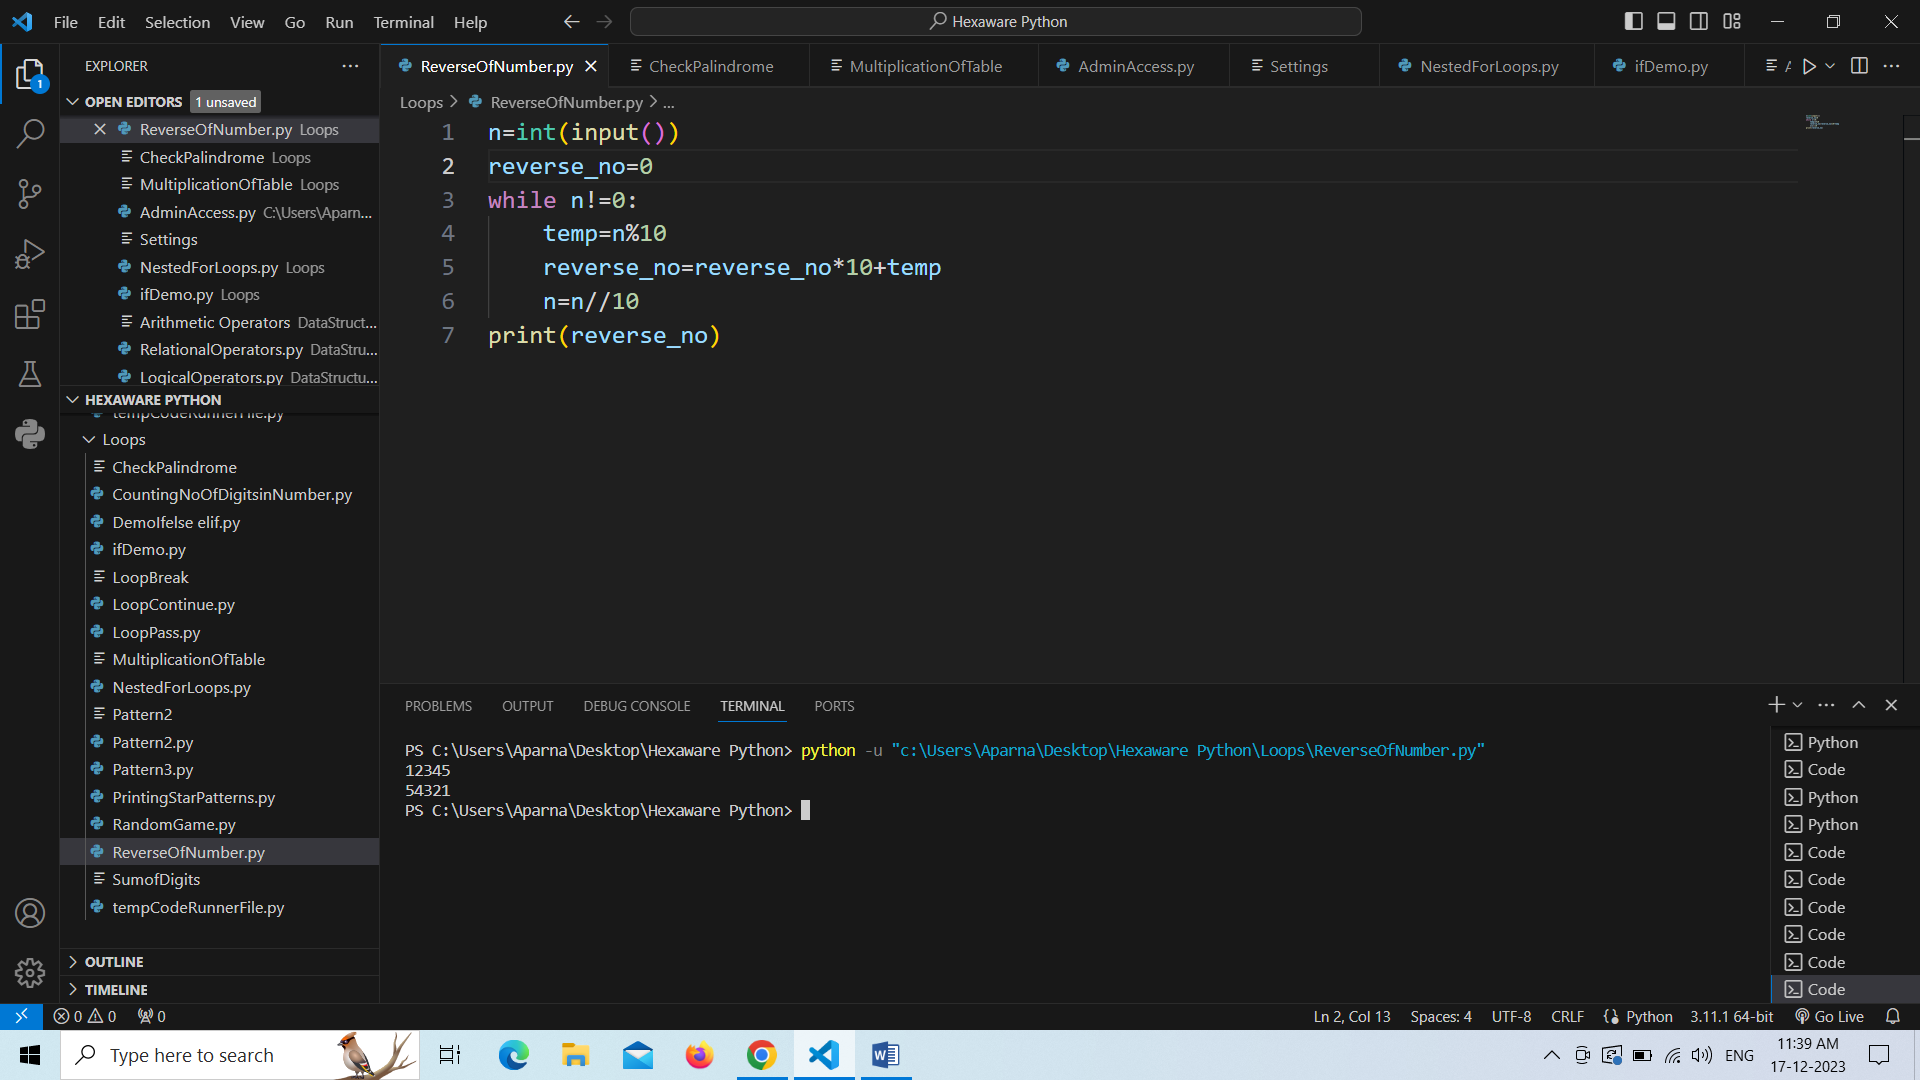 File Edit Selection View Go Run Terminal Help
Hexaware Python
EXPLORER
1
OPEN EDITORS 1 unsaved
ReverseOfNumber.py Loops
CheckPalindrome Loops
MultiplicationOfTable Loops
AdminAccess.py C:\Users\Aparn...
Settings
NestedForLoops.py Loops
ifDemo.py Loops
Arithmetic Operators DataStruct...
RelationalOperators.py DataStru...
LogicalOperators.py DataStructu...
HEXAWARE PYTHON
tempCodeRunnerFile.py
Loops
CheckPalindrome
CountingNoOfDigitsinNumber.py
DemoIfelse elif.py
ifDemo.py
LoopBreak
LoopContinue.py
LoopPass.py
MultiplicationOfTable
NestedForLoops.py
Pattern2
Pattern2.py
Pattern3.py
PrintingStarPatterns.py
RandomGame.py
ReverseOfNumber.py
SumofDigits
tempCodeRunnerFile.py
OUTLINE
TIMELINE
ReverseOfNumber.py CheckPalindrome MultiplicationOfTable AdminAccess.py Settings NestedForLoops.py ifDemo.py
Loops > ReverseOfNumber.py > ...
1 n=int(input())
2 reverse_no=0
3 while n!=0:
4 temp=n%10
5 reverse_no=reverse_no*10+temp
6 n=n//10
7 print(reverse_no)
PROBLEMS OUTPUT DEBUG CONSOLE TERMINAL PORTS
PS C:\Users\Aparna\Desktop\Hexaware Python> python -u "c:\Users\Aparna\Desktop\Hexaware Python\Loops\ReverseOfNumber.py"
12345
54321
PS C:\Users\Aparna\Desktop\Hexaware Python>
Python
Code
Python
Python
Code
Code
Code
Code
Code
Code
0 0 0
Ln 2, Col 13 Spaces: 4 UTF-8 CRLF Python 3.11.1 64-bit Go Live
Type here to search
ENG
11:39 AM
17-12-2023